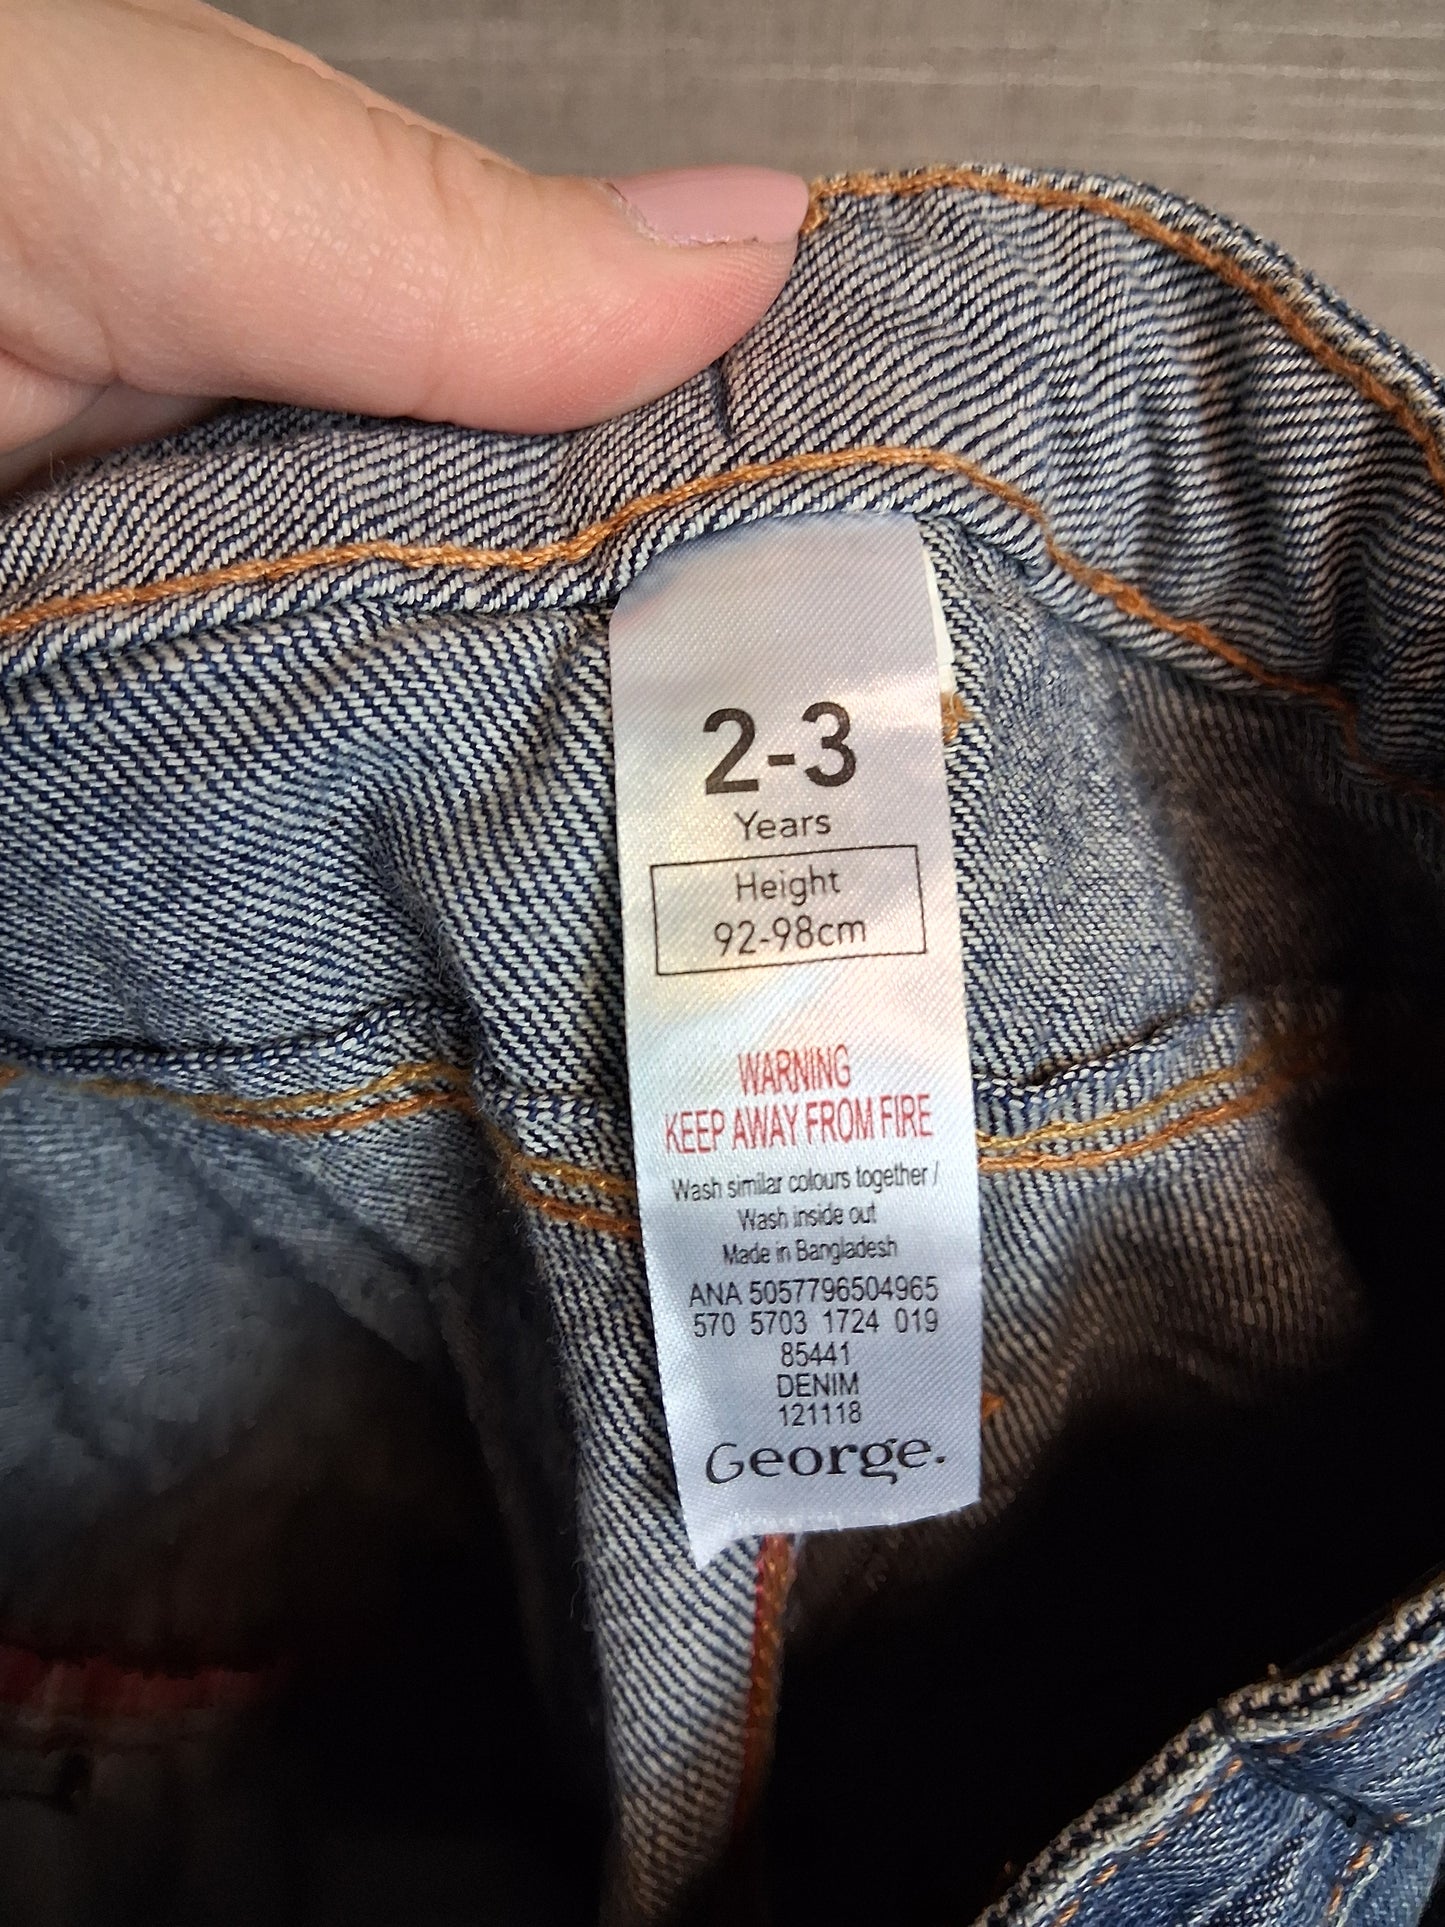 2-3
Years
Height
92-98cm
WARNING
KEEP AWAY FROM FIRE
Wash similar colours together /
Wash inside out
Made in Bangladesh
ANA 5057796504965
570 5703 1724 019
85441
DENIM
121118
George.